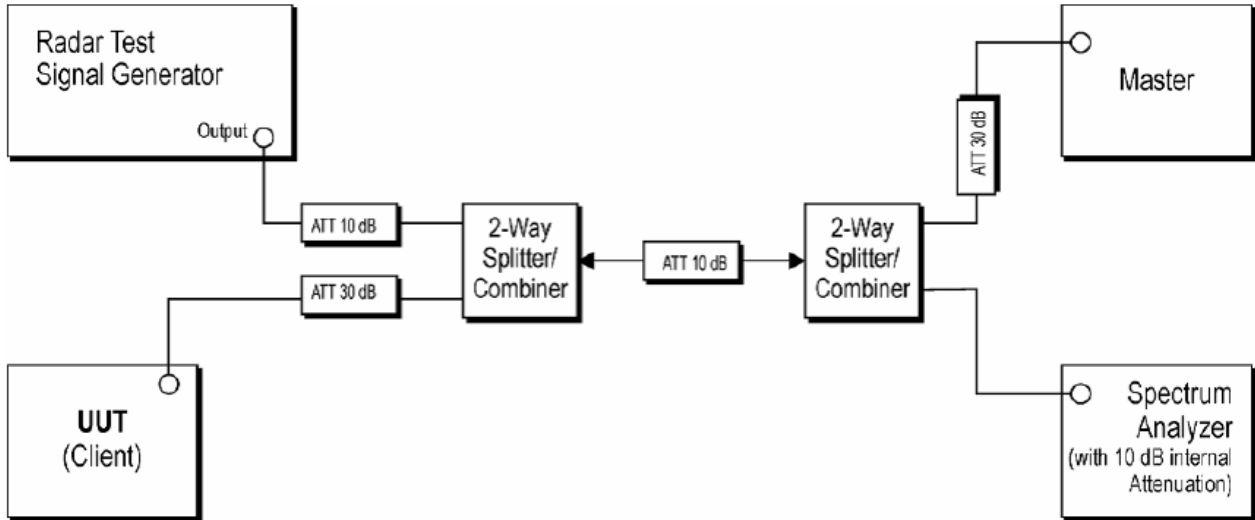 Radar Test
Signal Generator
Output
ATT 10 dB
ATT 30 dB
UUT
(Client)
2-Way
Splitter/
Combiner
ATT 10 dB
2-Way
Splitter/
Combiner
ATT 30 dB
Master
Spectrum
Analyzer
(with 10 dB internal
Attenuation)